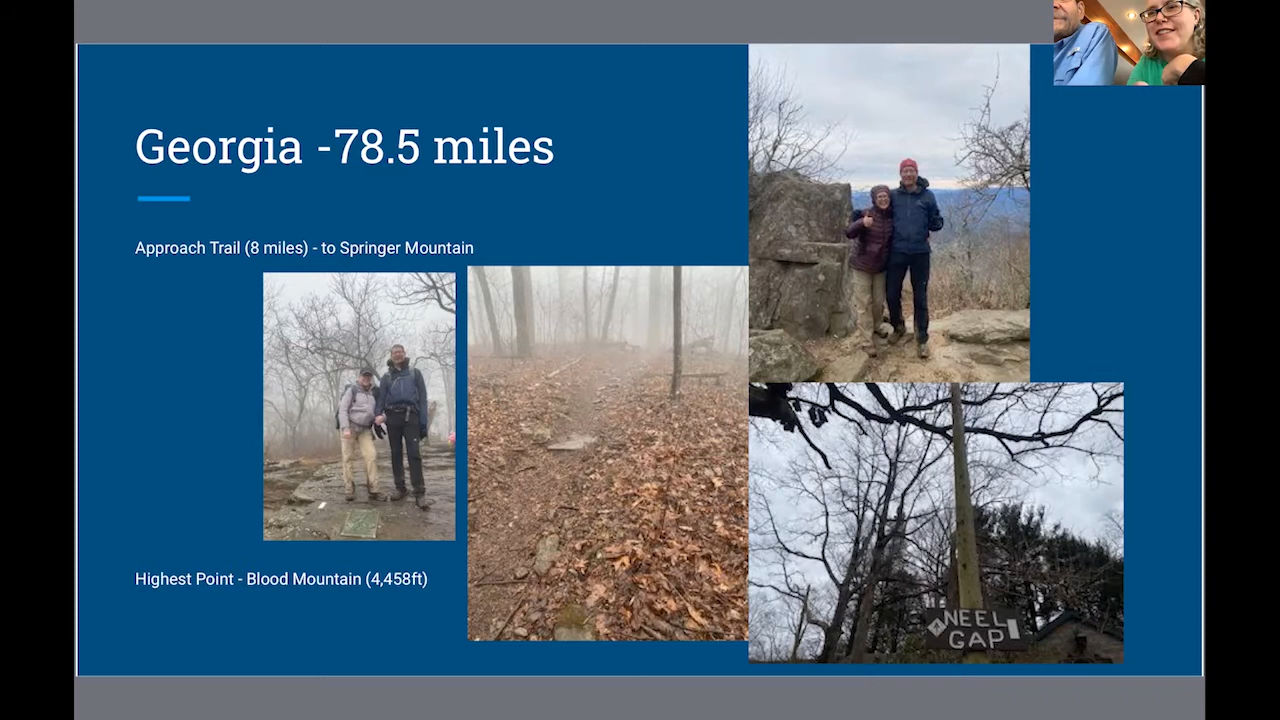 Georgia -78.5 miles
Approach Trail (8 miles) - to Springer Mountain
Highest Point - Blood Mountain (4,458ft)
NEEL
GAP